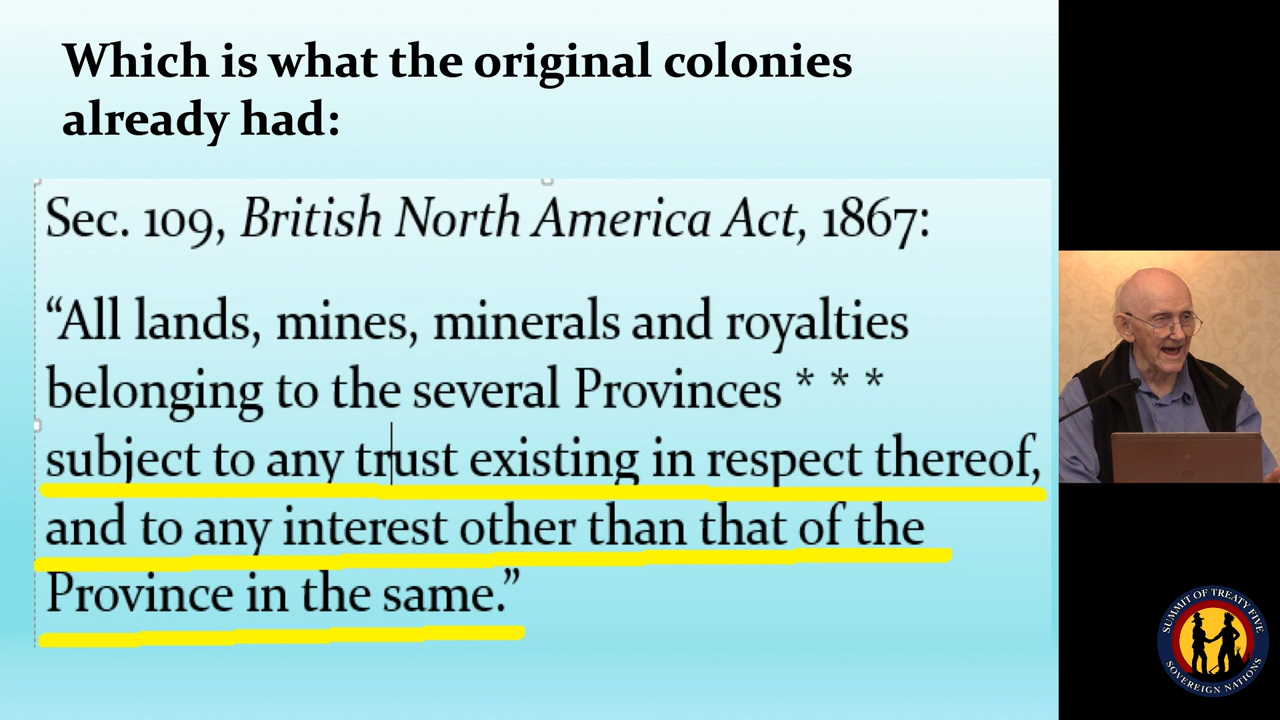 Which is what the original colonies
already had:
Sec. 109, British North America Act, 1867:
“All lands, mines, minerals and royalties
belonging to the several Provinces * * *
subject to any trust existing in respect thereof,
and to any interest other than that of the
Province in the same.”
SUMMIT OF TREATY FIVE
SOVEREIGN NATIONS